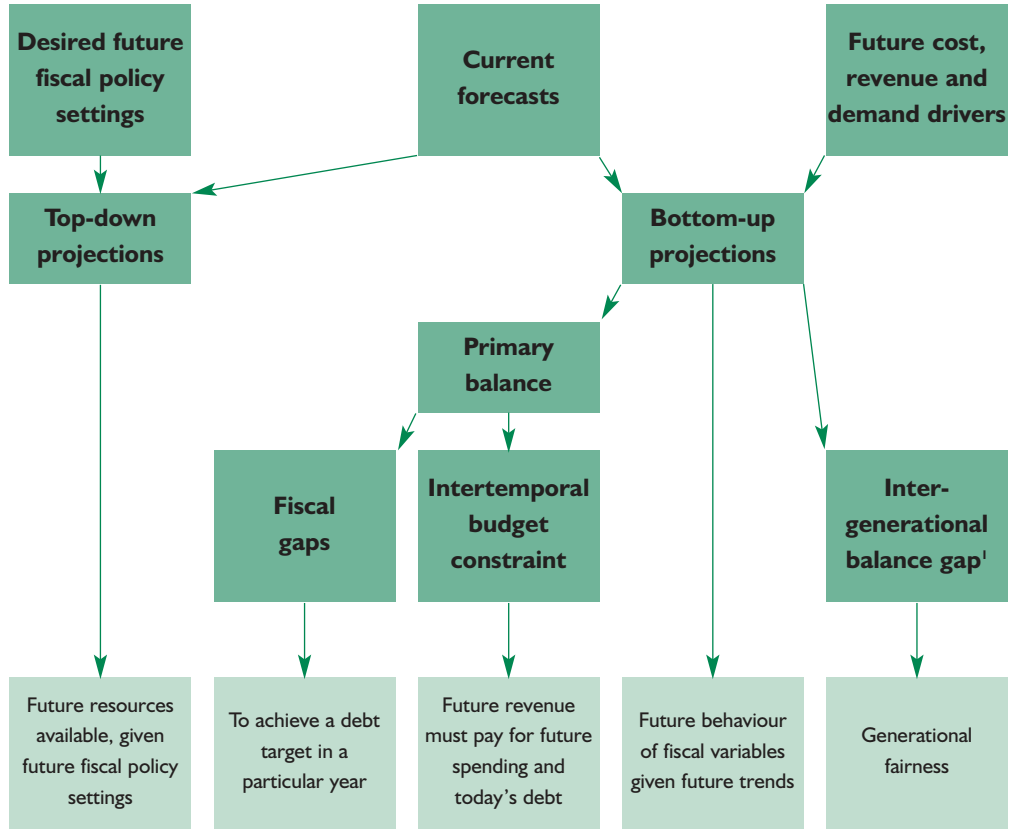 Desired future
fiscal policy
settings
Current
forecasts
Future cost,
revenue and
demand drivers
Top-down
projections
Bottom-up
projections
Primary
balance
Fiscal
gaps
Intertemporal
budget
constraint
Inter-
generational
balance gap¹
Future resources
available, given
future fiscal policy
settings
To achieve a debt
target in a
particular year
Future revenue
must pay for future
spending and
today's debt
Future behaviour
of fiscal variables
given future trends
Generational
fairness